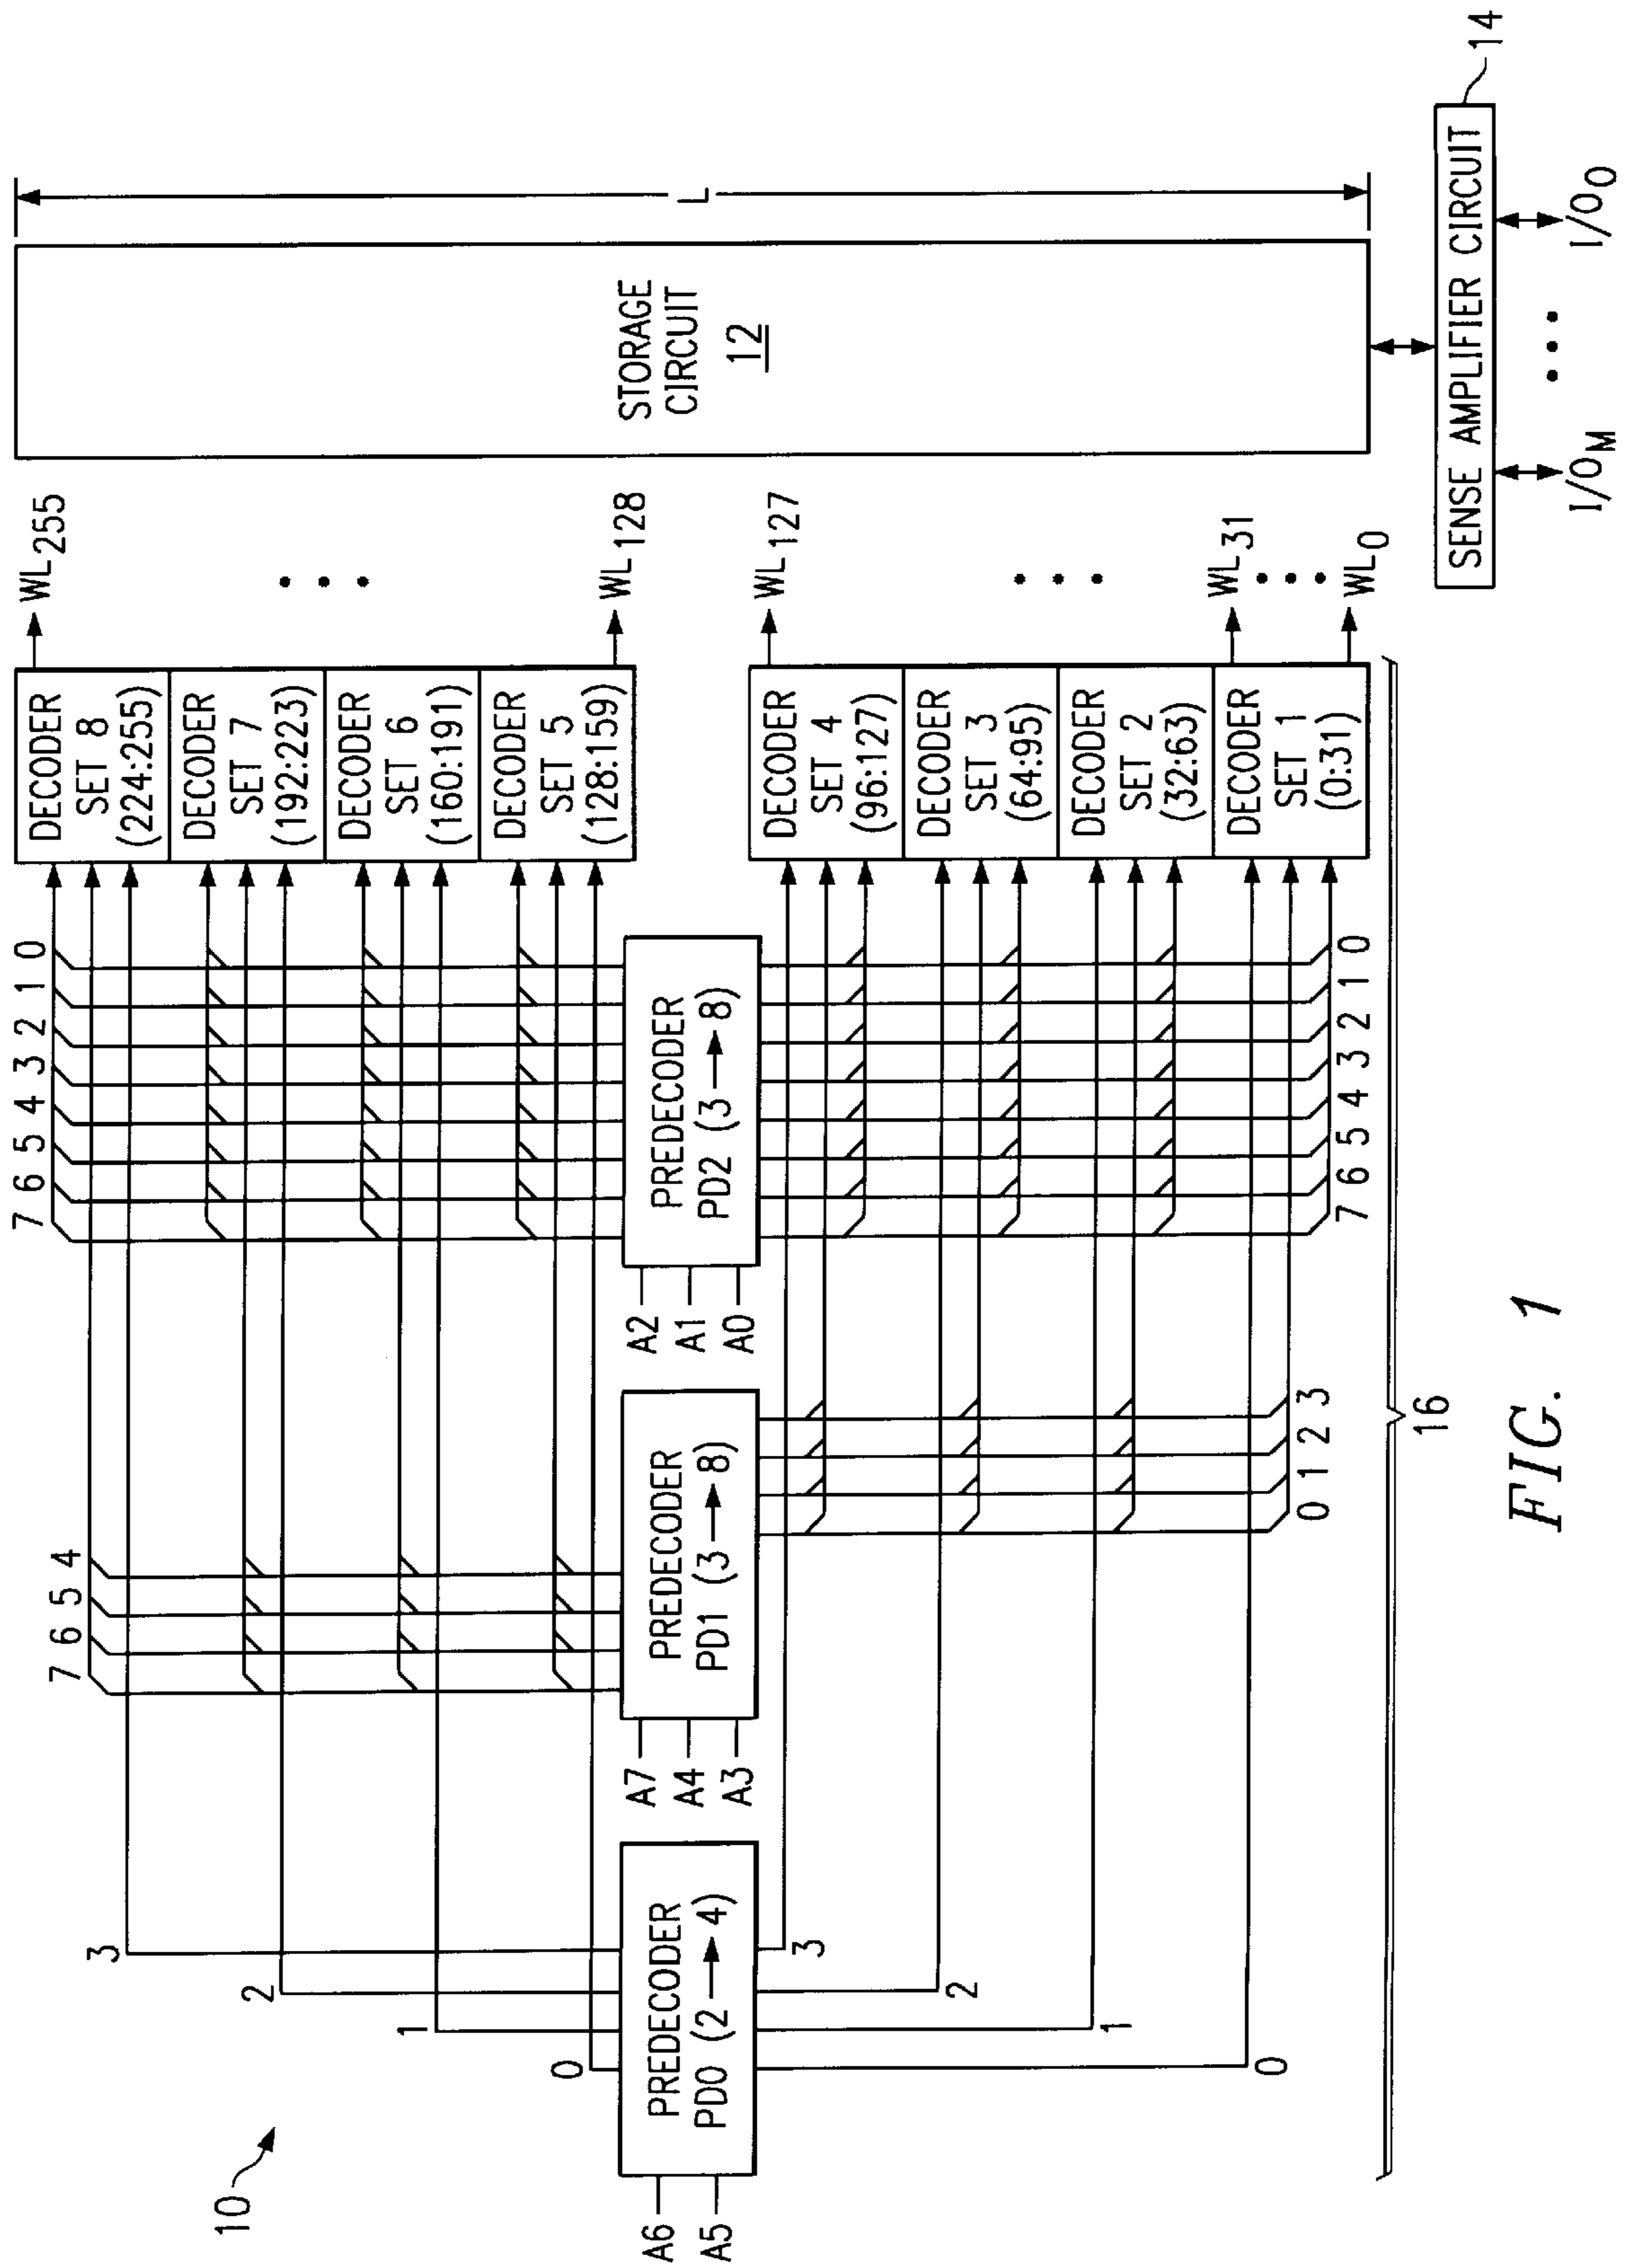 10
A6
A5
PREDECODER
PD0 (2→4)
3
2
1
0
3
2
1
0
A7
A4
A3
PREDECODER
PD1 (3→8)
7 6 5 4
0 1 2 3
A2
A1
A0
PREDECODER
PD2 (3→8)
7 6 5 4 3 2 1 0
7 6 5 4 3 2 1 0
DECODER
SET 8
(224:255)
DECODER
SET 7
(192:223)
DECODER
SET 6
(160:191)
DECODER
SET 5
(128:159)
DECODER
SET 4
(96:127)
DECODER
SET 3
(64:95)
DECODER
SET 2
(32:63)
DECODER
SET 1
(0:31)
WL255
WL128
WL127
WL31
WL0
STORAGE
CIRCUIT
12
L
SENSE AMPLIFIER CIRCUIT
14
I/OM
I/O0
16
FIG. 1